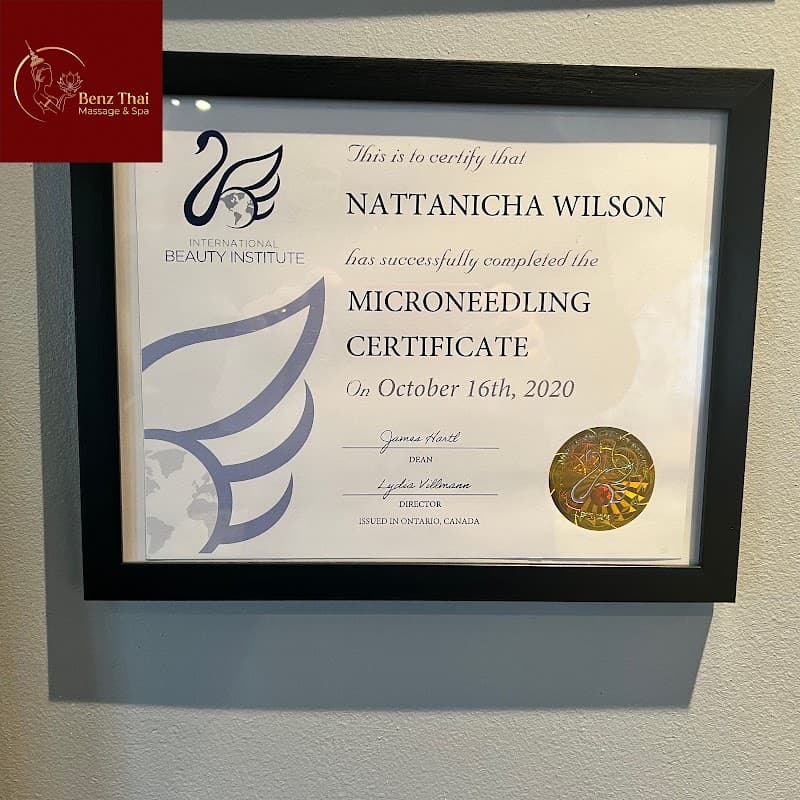 Benz Thai
Massage & Spa
INTERNATIONAL
BEAUTY INSTITUTE
This is to certify that
NATTANICHA WILSON
has successfully completed the
MICRONEEDLING
CERTIFICATE
On October 16th, 2020
James Hartl
DEAN
Lydia Villmann
DIRECTOR
ISSUED IN ONTARIO, CANADA